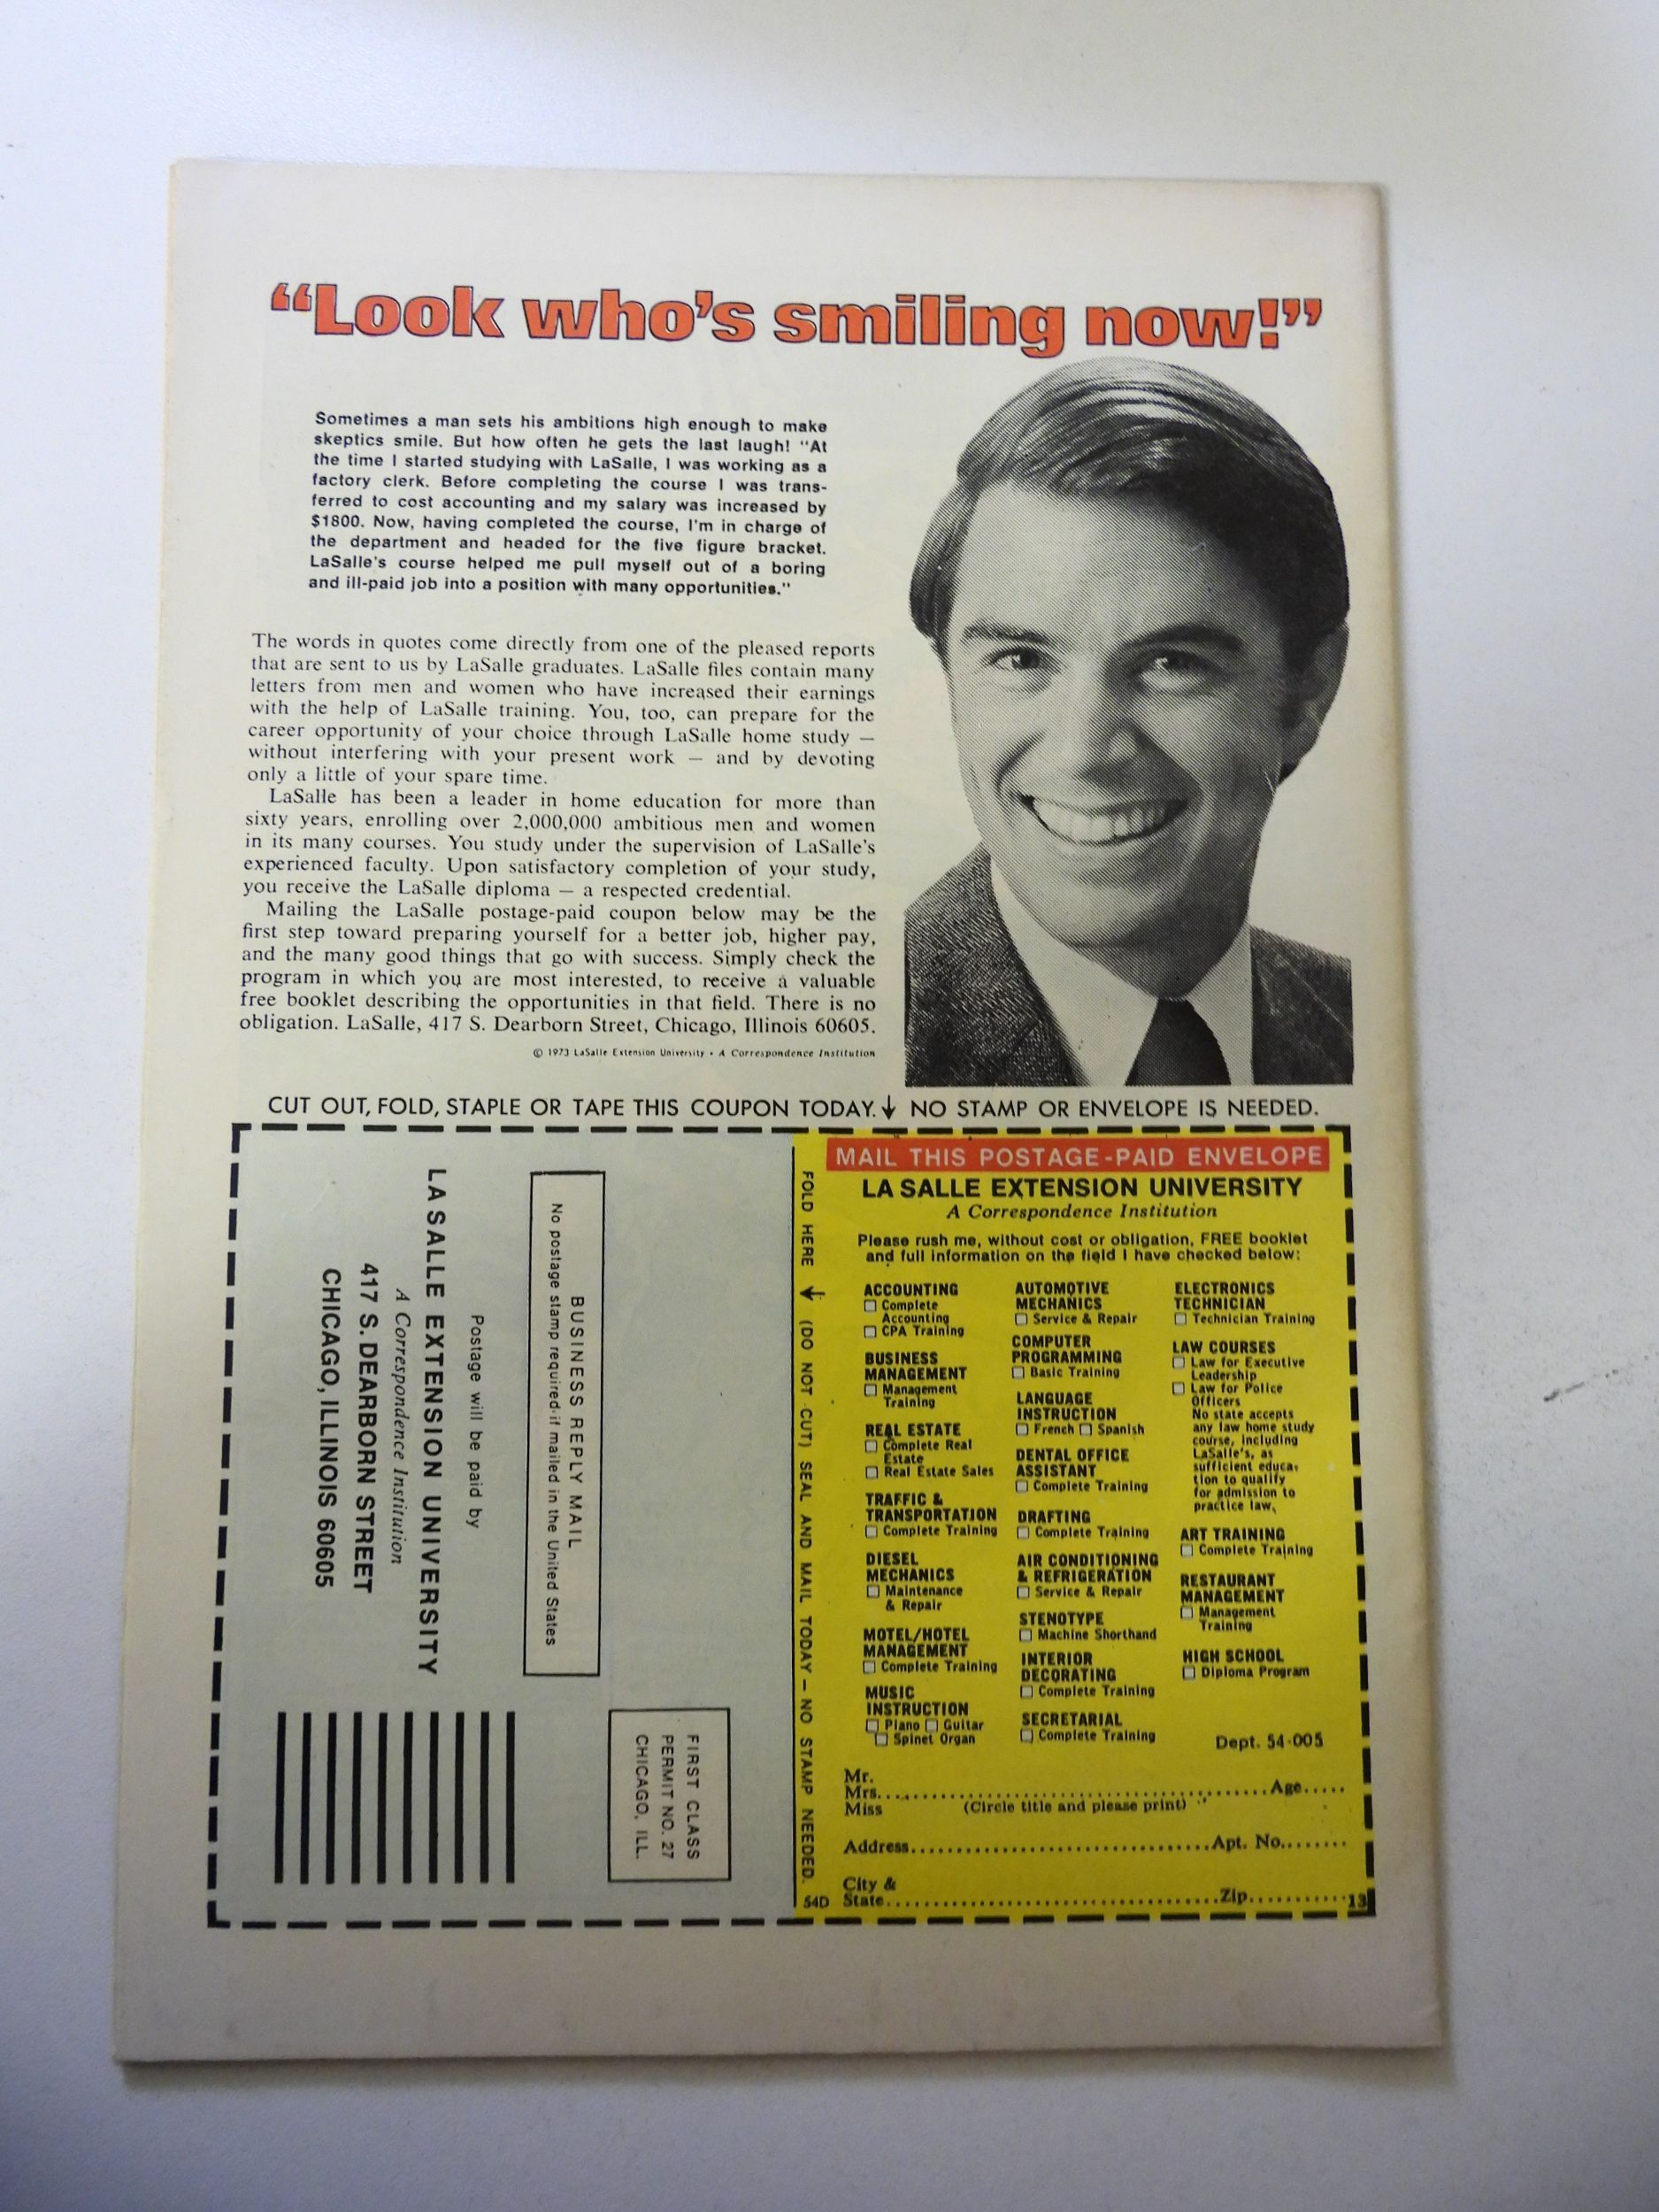 “Look who’s smiling now!”
Sometimes a man sets his ambitions high enough to make
skeptics smile. But how often he gets the last laugh! “At
the time I started studying with LaSalle, I was working as a
factory clerk. Before completing the course I was trans-
ferred to cost accounting and my salary was increased by
$1800. Now, having completed the course, I’m in charge of
the department and headed for the five figure bracket.
LaSalle’s course helped me pull myself out of a boring
and ill-paid job into a position with many opportunities.”
The words in quotes come directly from one of the pleased reports
that are sent to us by LaSalle graduates. LaSalle files contain many
letters from men and women who have increased their earnings
with the help of LaSalle training. You, too, can prepare for the
career opportunity of your choice through LaSalle home study —
without interfering with your present work — and by devoting
only a little of your spare time.
LaSalle has been a leader in home education for more than
sixty years, enrolling over 2,000,000 ambitious men and women
in its many courses. You study under the supervision of LaSalle’s
experienced faculty. Upon satisfactory completion of your study,
you receive the LaSalle diploma — a respected credential.
Mailing the LaSalle postage-paid coupon below may be the
first step toward preparing yourself for a better job, higher pay,
and the many good things that go with success. Simply check the
program in which you are most interested, to receive a valuable
free booklet describing the opportunities in that field. There is no
obligation. LaSalle, 417 S. Dearborn Street, Chicago, Illinois 60605.
© 1973 LaSalle Extension University • A Correspondence Institution
CUT OUT, FOLD, STAPLE OR TAPE THIS COUPON TODAY. ↓ NO STAMP OR ENVELOPE IS NEEDED.
FIRST CLASS
PERMIT NO. 27
CHICAGO, ILL.
BUSINESS REPLY MAIL
No postage stamp required if mailed in the United States
Postage will be paid by
LA SALLE EXTENSION UNIVERSITY
A Correspondence Institution
417 S. DEARBORN STREET
CHICAGO, ILLINOIS 60605
FOLD HERE ↓ (DO NOT CUT) SEAL AND MAIL TODAY — NO STAMP NEEDED.
54D
MAIL THIS POSTAGE-PAID ENVELOPE
LA SALLE EXTENSION UNIVERSITY
A Correspondence Institution
Please rush me, without cost or obligation, FREE booklet
and full information on the field I have checked below:
ACCOUNTING
☐ Complete
Accounting
☐ CPA Training
BUSINESS
MANAGEMENT
☐ Management
Training
REAL ESTATE
☐ Complete Real
Estate
☐ Real Estate Sales
TRAFFIC &
TRANSPORTATION
☐ Complete Training
DIESEL
MECHANICS
☐ Maintenance
& Repair
MOTEL/HOTEL
MANAGEMENT
☐ Complete Training
MUSIC
INSTRUCTION
☐ Piano ☐ Guitar
☐ Spinet Organ
AUTOMOTIVE
MECHANICS
☐ Service & Repair
COMPUTER
PROGRAMMING
☐ Basic Training
LANGUAGE
INSTRUCTION
☐ French ☐ Spanish
DENTAL OFFICE
ASSISTANT
☐ Complete Training
DRAFTING
☐ Complete Training
AIR CONDITIONING
& REFRIGERATION
☐ Service & Repair
STENOTYPE
☐ Machine Shorthand
INTERIOR
DECORATING
☐ Complete Training
SECRETARIAL
☐ Complete Training
ELECTRONICS
TECHNICIAN
☐ Technician Training
LAW COURSES
☐ Law for Executive
Leadership
☐ Law for Police
Officers
No state accepts
any law home study
course, including
LaSalle's, as
sufficient educa-
tion to qualify
for admission to
practice law.
ART TRAINING
☐ Complete Training
RESTAURANT
MANAGEMENT
☐ Management
Training
HIGH SCHOOL
☐ Diploma Program
Dept. 54-005
Mr.
Mrs. Age
Miss (Circle title and please print)
Address Apt. No.
City &
State Zip 13